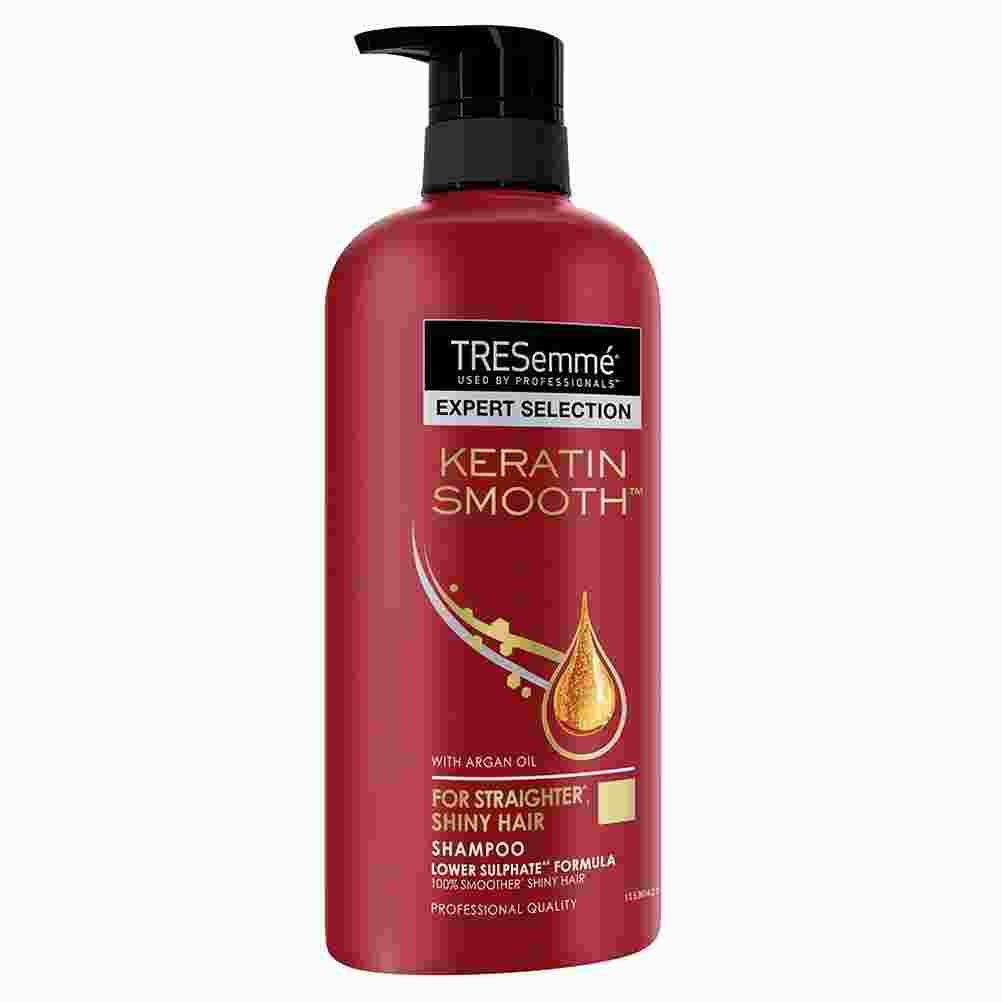 TRESemmé®
USED BY PROFESSIONALS™
EXPERT SELECTION
KERATIN
SMOOTH™
WITH ARGAN OIL
FOR STRAIGHTER*,
SHINY HAIR
SHAMPOO
LOWER SULPHATE** FORMULA
100% SMOOTHER* SHINY HAIR
PROFESSIONAL QUALITY